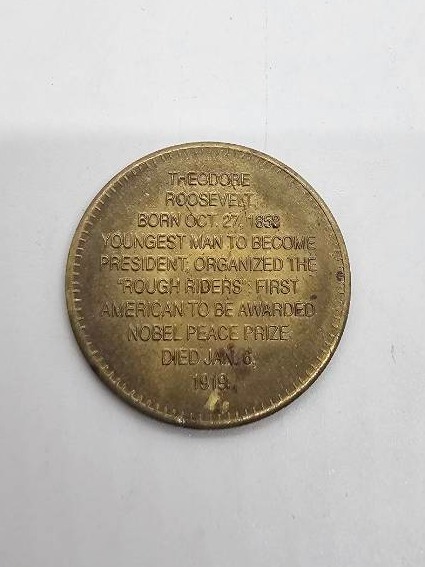 THEODORE
ROOSEVELT.
BORN OCT. 27, 1858
YOUNGEST MAN TO BECOME
PRESIDENT, ORGANIZED THE
"ROUGH RIDERS". FIRST
AMERICAN TO BE AWARDED
NOBEL PEACE PRIZE.
DIED JAN. 6,
1919.